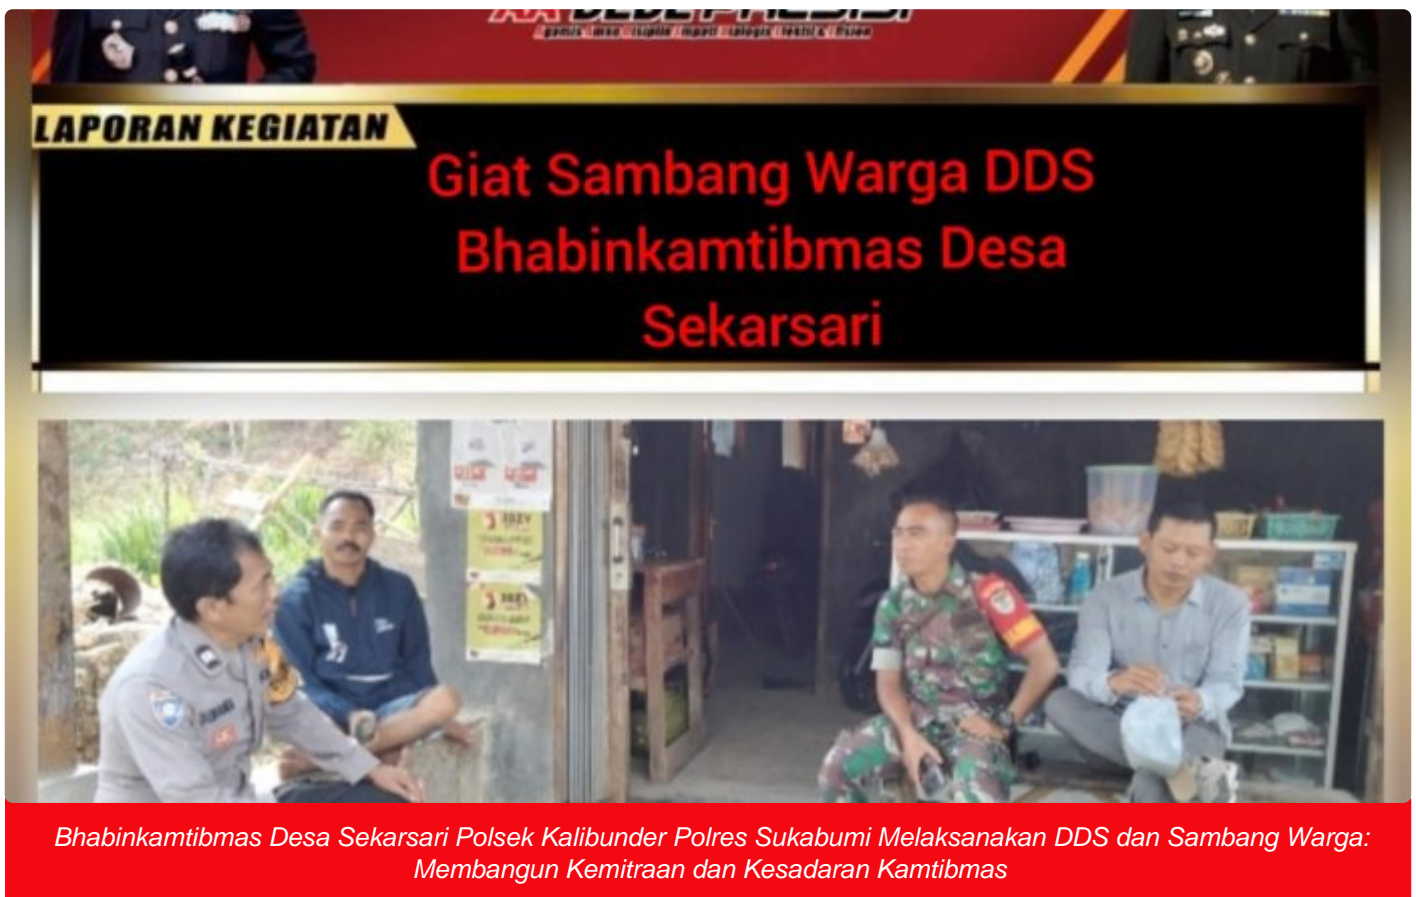 LAPORAN KEGIATAN
Giat Sambang Warga DDS
Bhabinkamtibmas Desa
Sekarsari
Bhabinkamtibmas Desa Sekarsari Polsek Kalibunder Polres Sukabumi Melaksanakan DDS dan Sambang Warga:
Membangun Kemitraan dan Kesadaran Kamtibmas